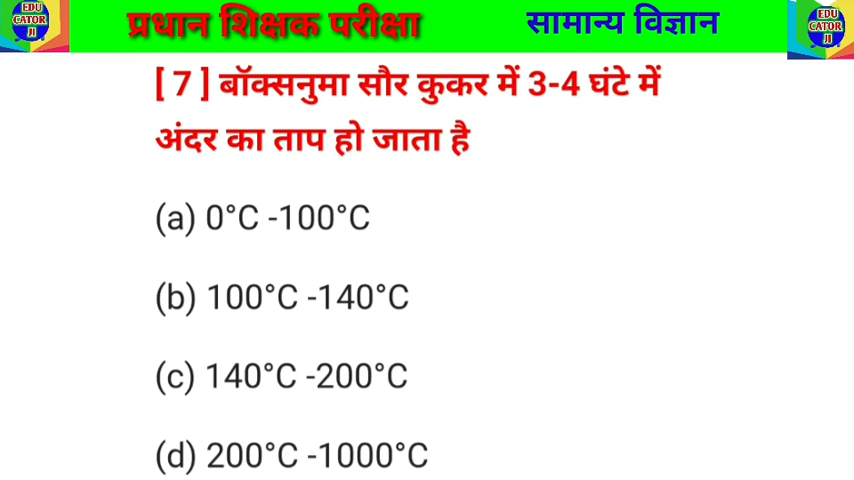 EDU
CATOR
JI
प्रधान शिक्षक परीक्षा
सामान्य विज्ञान
EDU
CATOR
JI
[ 7 ] बॉक्सनुमा सौर कुकर में 3-4 घंटे में
अंदर का ताप हो जाता है
(a) 0°C -100°C
(b) 100°C -140°C
(c) 140°C -200°C
(d) 200°C -1000°C